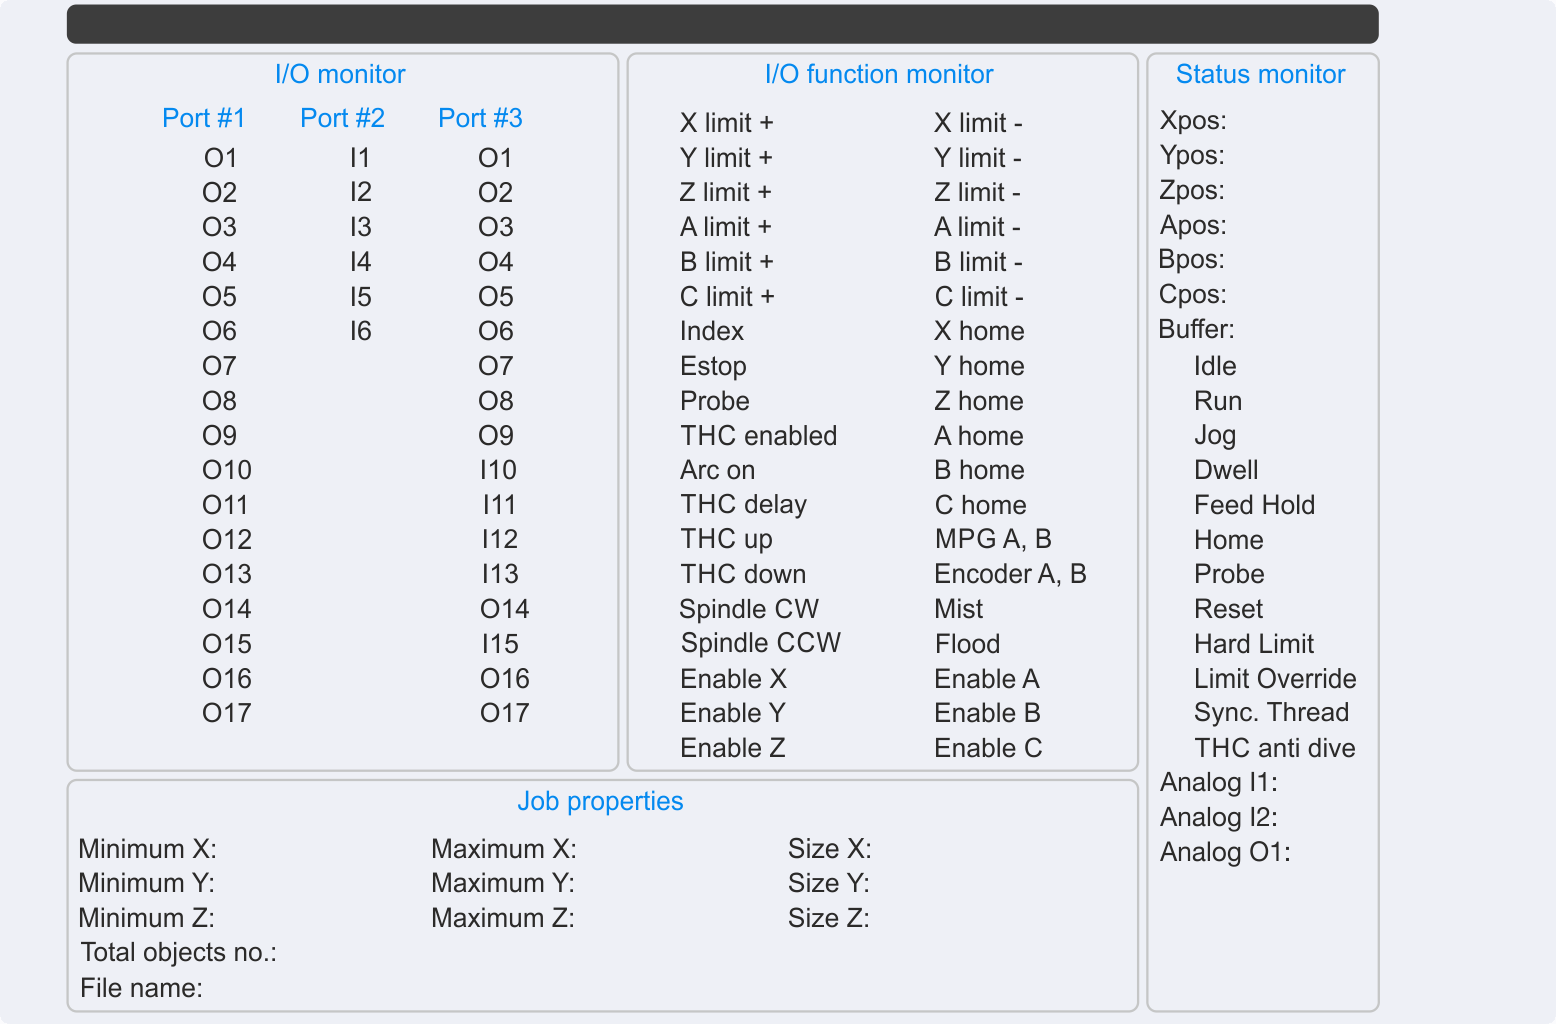 I/O monitor
Port #1 Port #2 Port #3
O1 I1 O1
O2 I2 O2
O3 I3 O3
O4 I4 O4
O5 I5 O5
O6 I6 O6
O7 O7
O8 O8
O9 O9
O10 I10
O11 I11
O12 I12
O13 I13
O14 O14
O15 I15
O16 O16
O17 O17
I/O function monitor
X limit + X limit -
Y limit + Y limit -
Z limit + Z limit -
A limit + A limit -
B limit + B limit -
C limit + C limit -
Index X home
Estop Y home
Probe Z home
THC enabled A home
Arc on B home
THC delay C home
THC up MPG A, B
THC down Encoder A, B
Spindle CW Mist
Spindle CCW Flood
Enable X Enable A
Enable Y Enable B
Enable Z Enable C
Status monitor
Xpos:
Ypos:
Zpos:
Apos:
Bpos:
Cpos:
Buffer:
Idle
Run
Jog
Dwell
Feed Hold
Home
Probe
Reset
Hard Limit
Limit Override
Sync. Thread
THC anti dive
Analog I1:
Analog I2:
Analog O1:
Job properties
Minimum X: Maximum X: Size X:
Minimum Y: Maximum Y: Size Y:
Minimum Z: Maximum Z: Size Z:
Total objects no.:
File name: